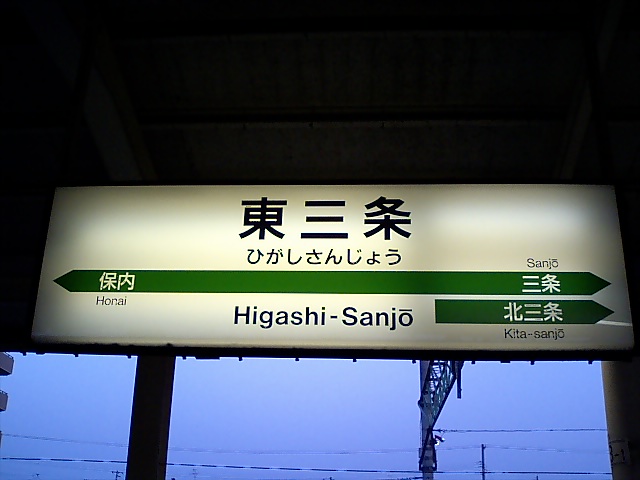 東三条
ひがしさんじょう
Sanjō
保内 三条
Honai
北三条
Higashi-Sanjō
Kita-sanjō